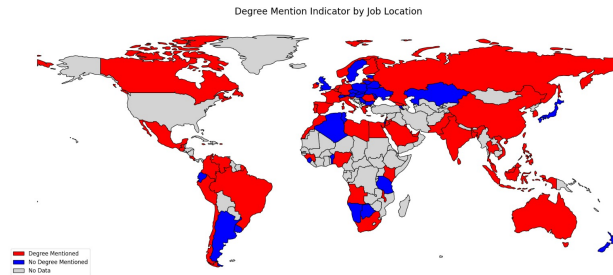 Degree Mention Indicator by Job Location
Degree Mentioned
No Degree Mentioned
No Data